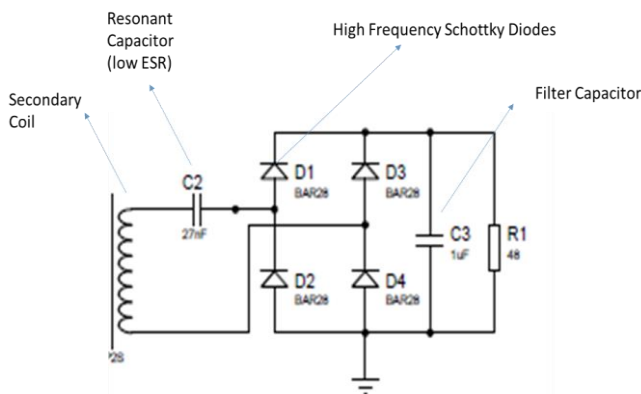 Resonant
Capacitor
(low ESR)
High Frequency Schottky Diodes
Secondary
Coil
Filter Capacitor
C2
27nF
D1
BAR28
D3
BAR28
D2
BAR28
D4
BAR28
C3
1uF
R1
48